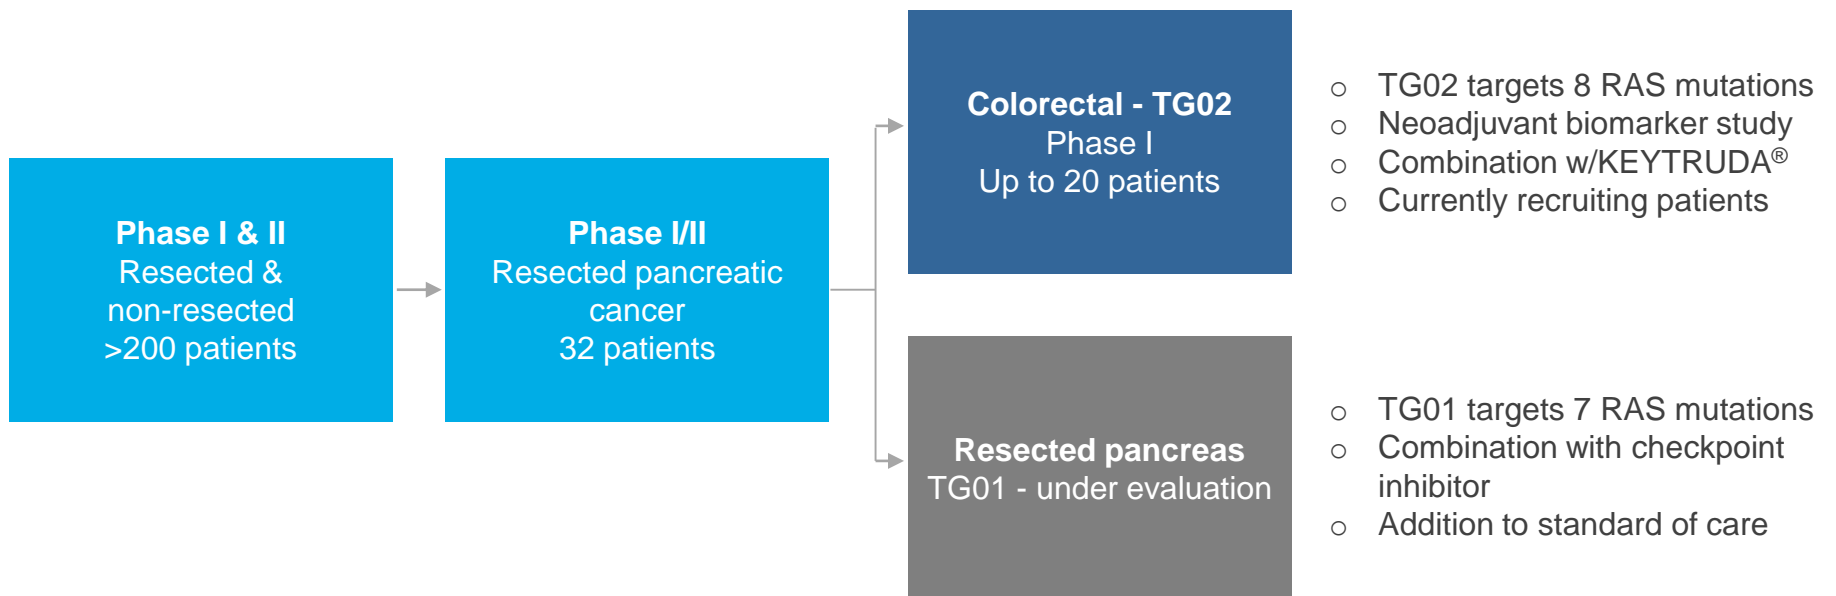 Phase I & II
Resected &
non-resected
>200 patients
Phase I/II
Resected pancreatic
cancer
32 patients
Colorectal - TG02
Phase I
Up to 20 patients
○ TG02 targets 8 RAS mutations
○ Neoadjuvant biomarker study
○ Combination w/KEYTRUDA®
○ Currently recruiting patients
Resected pancreas
TG01 - under evaluation
○ TG01 targets 7 RAS mutations
○ Combination with checkpoint
inhibitor
○ Addition to standard of care